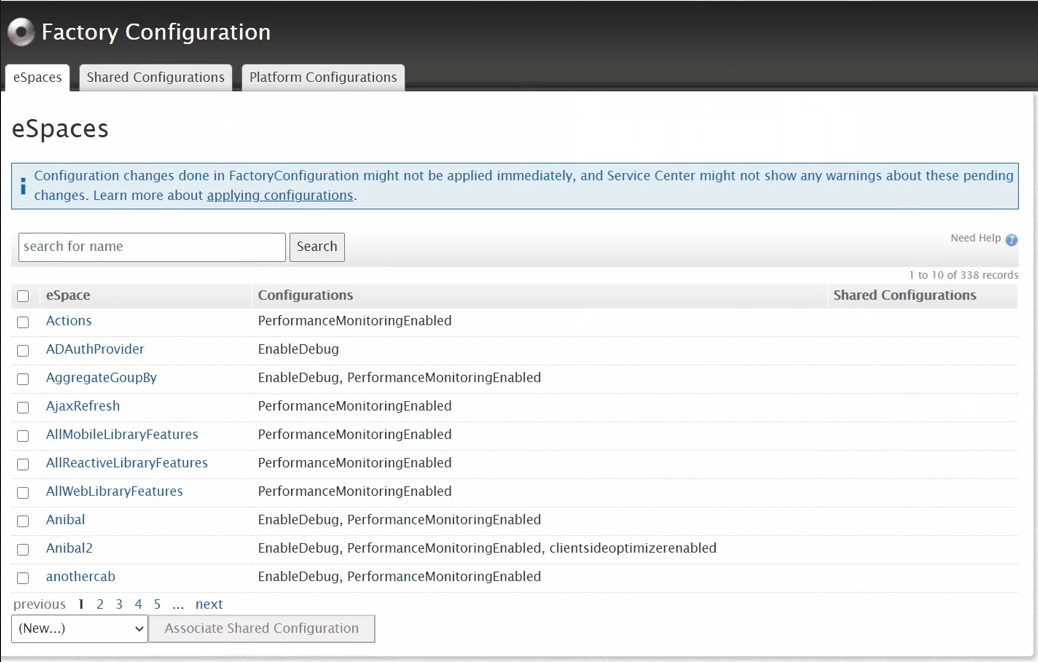 Factory Configuration
eSpaces Shared Configurations Platform Configurations
eSpaces
Configuration changes done in FactoryConfiguration might not be applied immediately, and Service Center might not show any warnings about these pending
changes. Learn more about applying configurations.
search for name Search Need Help ?
1 to 10 of 338 records
eSpace Configurations Shared Configurations
Actions PerformanceMonitoringEnabled
ADAuthProvider EnableDebug
AggregateGoupBy EnableDebug, PerformanceMonitoringEnabled
AjaxRefresh PerformanceMonitoringEnabled
AllMobileLibraryFeatures PerformanceMonitoringEnabled
AllReactiveLibraryFeatures PerformanceMonitoringEnabled
AllWebLibraryFeatures PerformanceMonitoringEnabled
Anibal EnableDebug, PerformanceMonitoringEnabled
Anibal2 EnableDebug, PerformanceMonitoringEnabled, clientsideoptimizerenabled
anothercab EnableDebug, PerformanceMonitoringEnabled
previous 1 2 3 4 5 ... next
(New...) Associate Shared Configuration